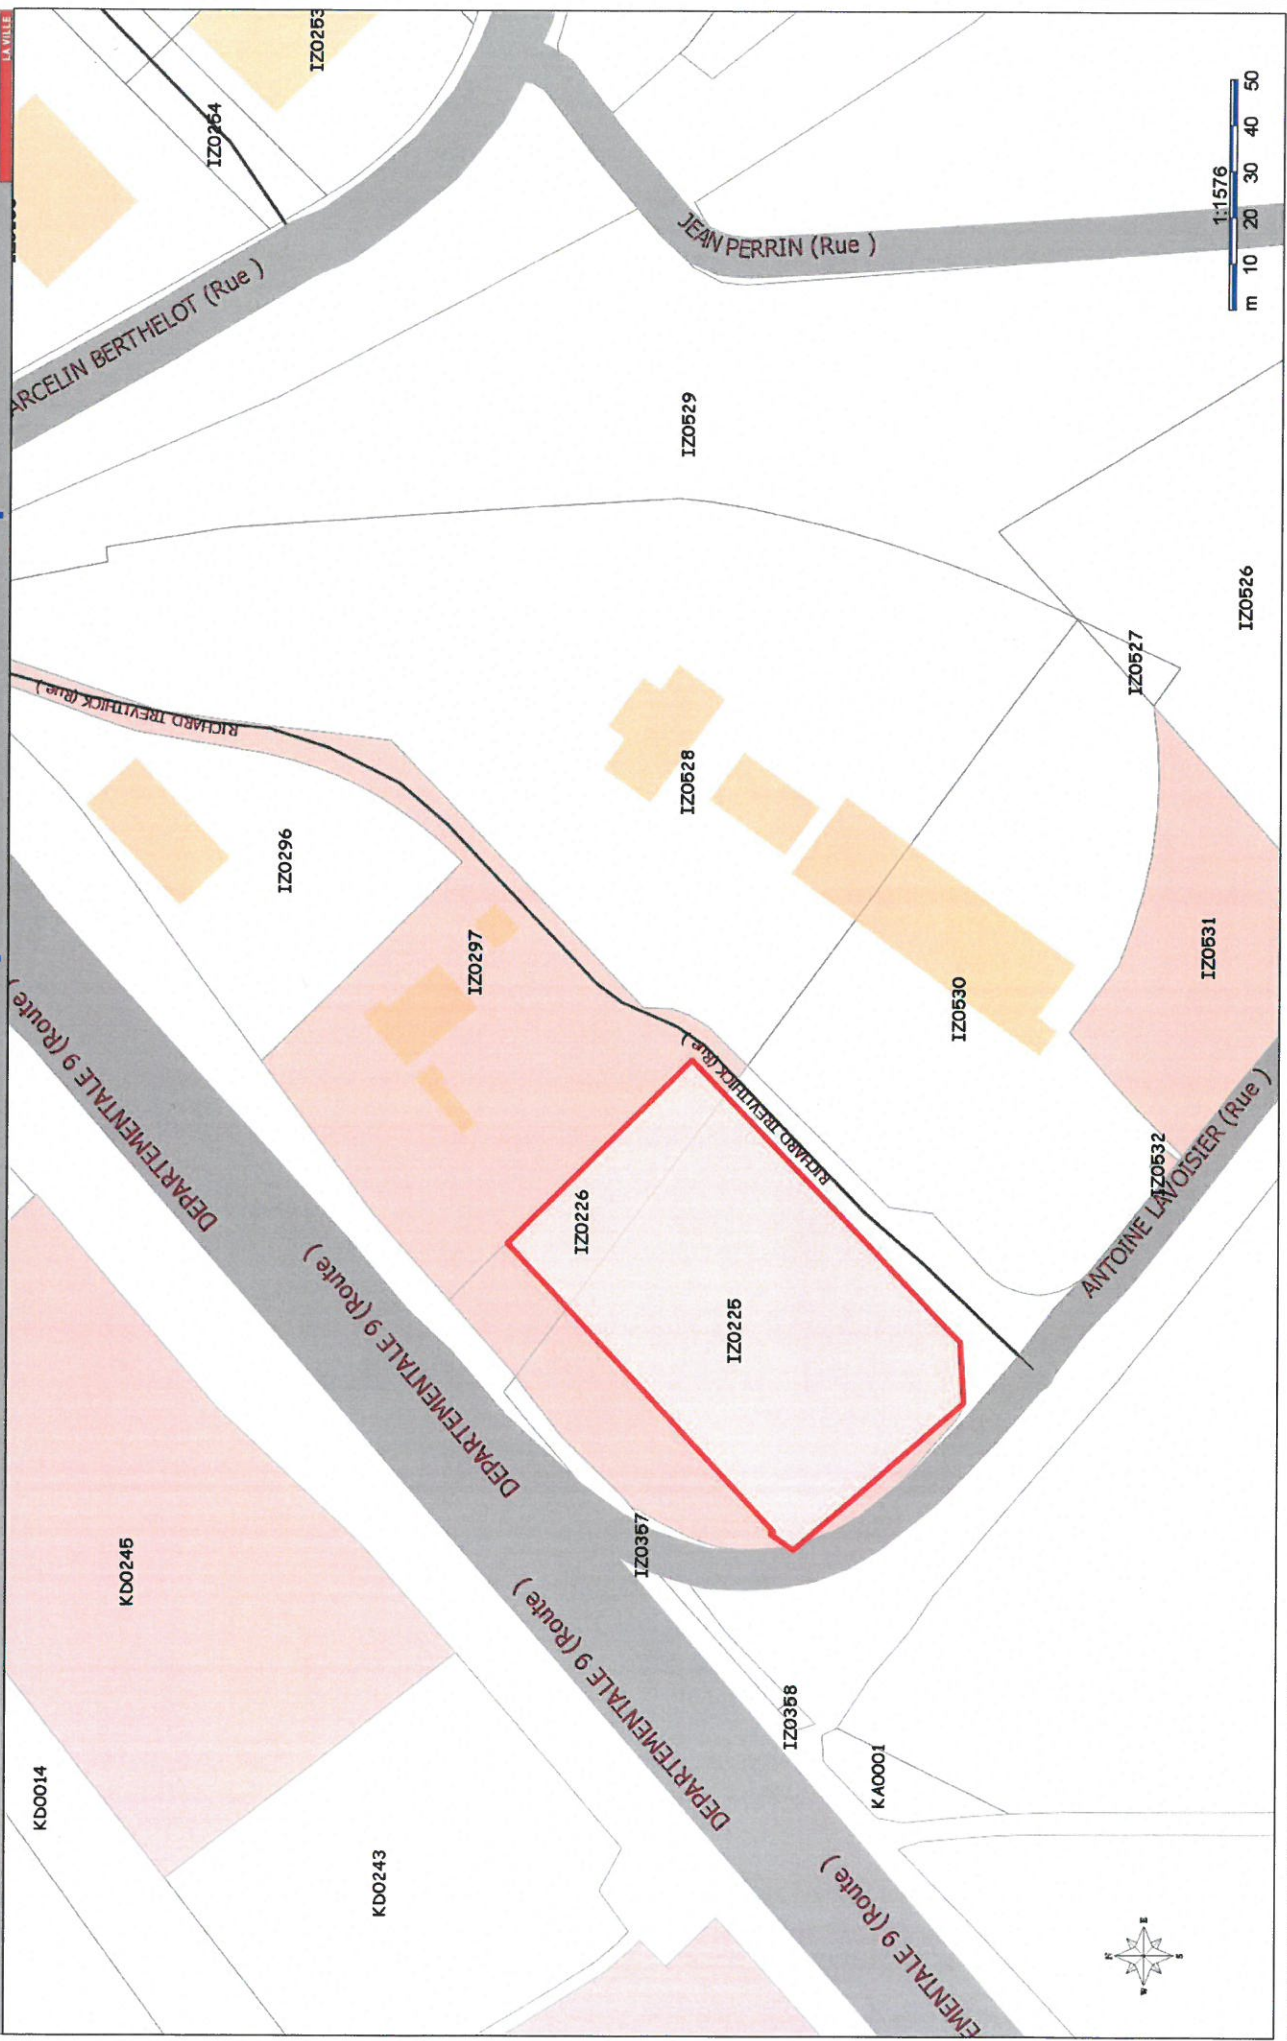 LA VILLE
IZ0253
IZ0254
ARCELIN BERTHELOT (Rue )
JEAN PERRIN (Rue )
1:1576
m 10 20 30 40 50
IZ0529
IZ0526
IZ0527
RICHARD TREVITHICK (Rue )
IZ0528
IZ0296
IZ0297
IZ0531
IZ0530
DEPARTEMENTALE 9 (Route )
RICHARD TREVITHICK (Rue )
IZ0532
ANTOINE LAVOISIER (Rue )
IZ0226
IZ0225
DEPARTEMENTALE 9 (Route )
KD0245
IZ0357
DEPARTEMENTALE 9 (Route )
IZ0358
KA0001
KD0014
KD0243
EMENTALE 9 (Route )
N
W E
S